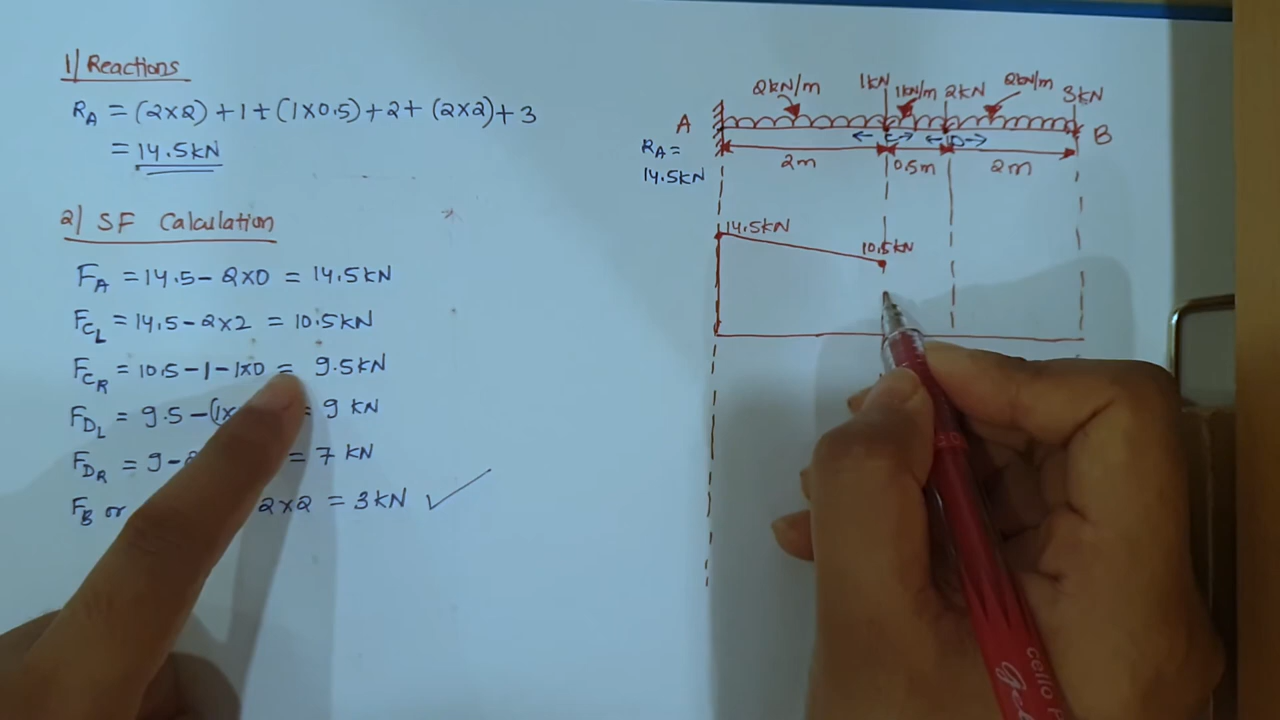 1) Reactions
RA = (2×2) + 1 + (1×0.5) + 2 + (2×2) + 3
= 14.5kN
2) SF Calculation
FA = 14.5 - 2×0 = 14.5kN
FCL = 14.5 - 2×2 = 10.5kN
FCR = 10.5 - 1 - 1×0 = 9.5kN
FDL = 9.5 - (1× = 9 kN
FDR = 9 - = 7 kN
FB or 2×2 = 3kN ✓
2kN/m 1kN 1kN/m 2kN 2kN/m 3kN
A B
← C → ← D →
RA =
14.5kN
2m 0.5m 2m
14.5kN
10.5kN
cello